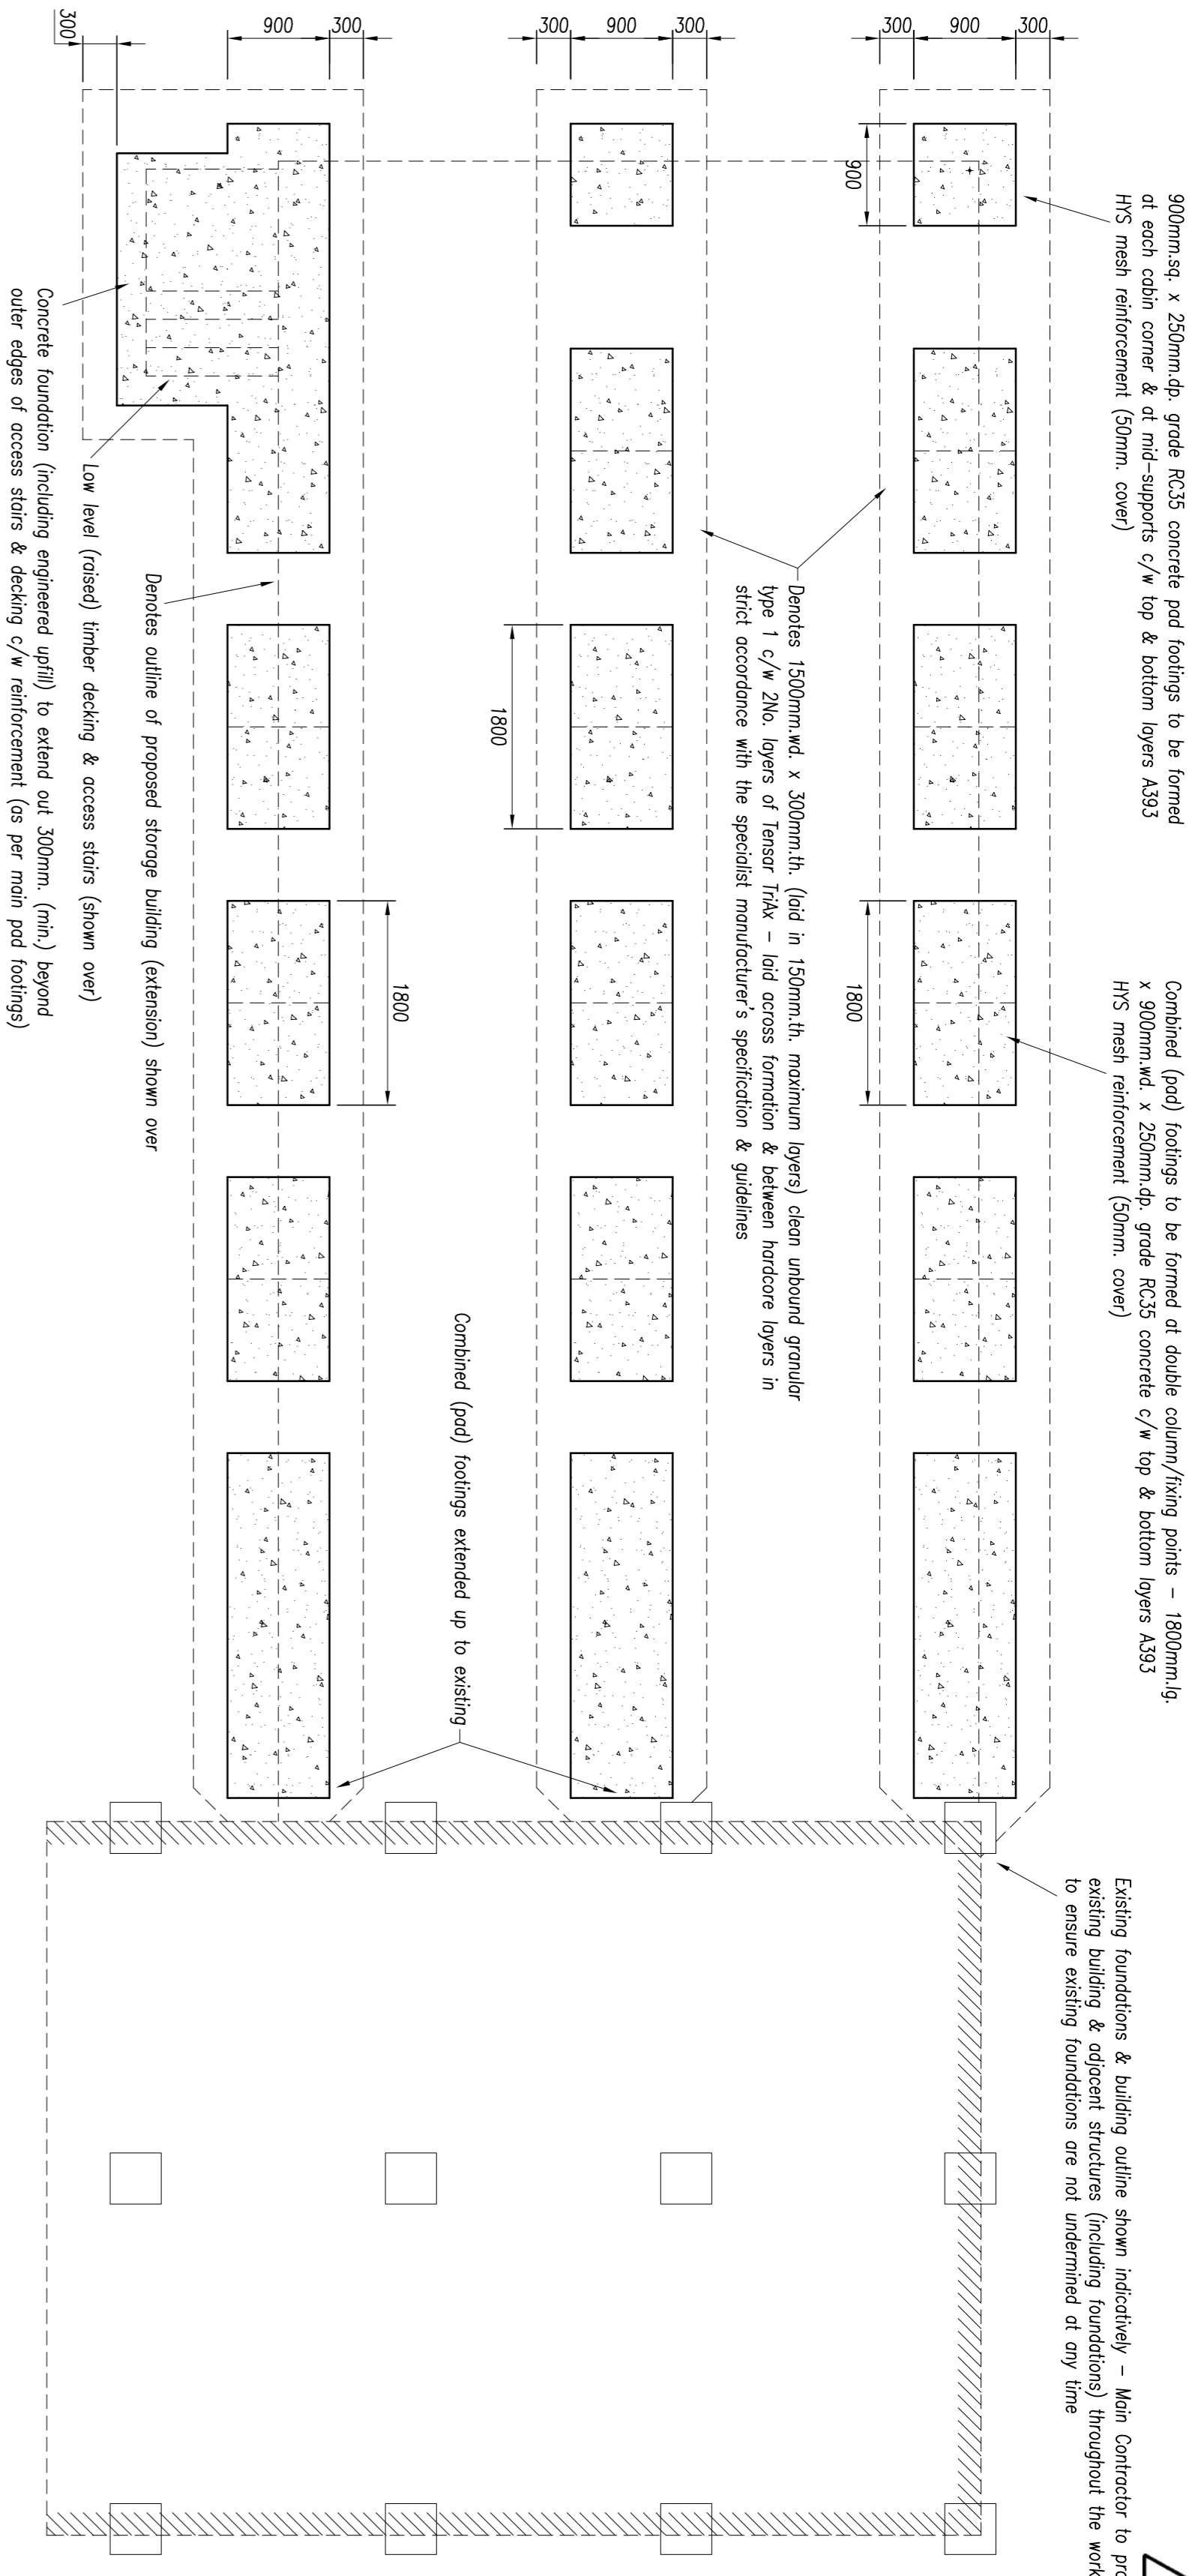 900mm.sq. x 250mm.dp. grade RC35 concrete pad footings to be formed
at each cabin corner & at mid-supports c/w top & bottom layers A393
HYS mesh reinforcement (50mm. cover)
Combined (pad) footings to be formed at double column/fixing points - 1800mm.lg.
x 900mm.wd. x 250mm.dp. grade RC35 concrete c/w top & bottom layers A393
HYS mesh reinforcement (50mm. cover)
Existing foundations & building outline shown indicatively - Main Contractor to
existing building & adjacent structures (including foundations) throughout the
to ensure existing foundations are not undermined at any time
300
900
300
900
1800
Denotes 1500mm.wd. x 300mm.th. (laid in 150mm.th. maximum layers) clean unbound granular
type 1 c/w 2No. layers of Tensar TriAx - laid across formation & between hardcore layers in
strict accordance with the specialist manufacturer's specification & guidelines
300
900
300
1800
Combined (pad) footings extended up to existing
1800
300
900
300
Denotes outline of proposed storage building (extension) shown over
Low level (raised) timber decking & access stairs (shown over)
Concrete foundation (including engineered upfill) to extend out 300mm. (min.) beyond
outer edges of access stairs & decking c/w reinforcement (as per main pad footings)